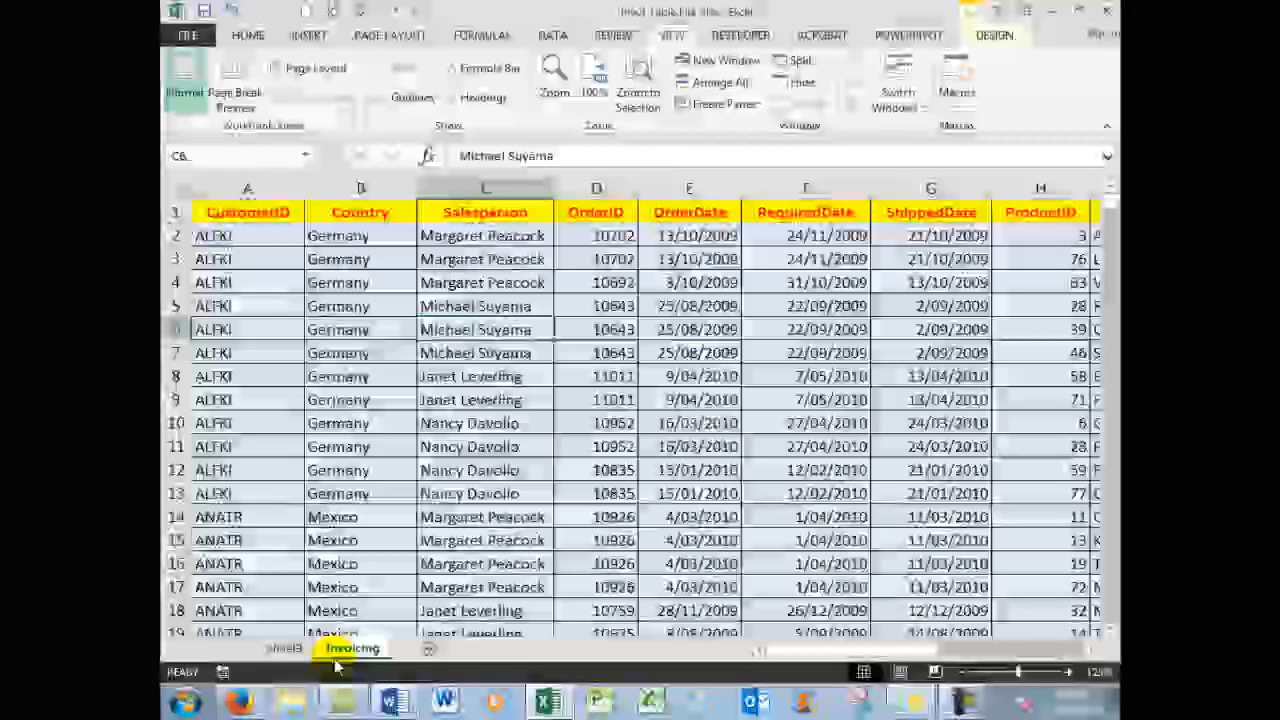 FILE HOME INSERT PAGE LAYOUT FORMULAS DATA REVIEW VIEW DEVELOPER ACROBAT POWERPIVOT DESIGN
Normal Page Break Preview Page Layout Gridlines Formula Bar Headings Zoom 100% Zoom to Selection New Window Arrange All Freeze Panes Split Switch Windows Macros
Workbook Views Show Zoom Window Macros
C6 fx Michael Suyama
A B C D E F G H
1 CustomerID Country Salesperson OrderID OrderDate RequiredDate ShippedDate ProductID
2 ALFKI Germany Margaret Peacock 10702 13/10/2009 24/11/2009 21/10/2009 3
3 ALFKI Germany Margaret Peacock 10702 13/10/2009 24/11/2009 21/10/2009 76
4 ALFKI Germany Margaret Peacock 10692 3/10/2009 31/10/2009 13/10/2009 63
5 ALFKI Germany Michael Suyama 10643 25/08/2009 22/09/2009 2/09/2009 28
6 ALFKI Germany Michael Suyama 10643 25/08/2009 22/09/2009 2/09/2009 39
7 ALFKI Germany Michael Suyama 10643 25/08/2009 22/09/2009 2/09/2009 46
8 ALFKI Germany Janet Leverling 11011 9/04/2010 7/05/2010 13/04/2010 58
9 ALFKI Germany Janet Leverling 11011 9/04/2010 7/05/2010 13/04/2010 71
10 ALFKI Germany Nancy Davolio 10952 16/03/2010 27/04/2010 24/03/2010 6
11 ALFKI Germany Nancy Davolio 10952 16/03/2010 27/04/2010 24/03/2010 28
12 ALFKI Germany Nancy Davolio 10835 15/01/2010 12/02/2010 21/01/2010 59
13 ALFKI Germany Nancy Davolio 10835 15/01/2010 12/02/2010 21/01/2010 77
14 ANATR Mexico Margaret Peacock 10926 4/03/2010 1/04/2010 11/03/2010 11
15 ANATR Mexico Margaret Peacock 10926 4/03/2010 1/04/2010 11/03/2010 13
16 ANATR Mexico Margaret Peacock 10926 4/03/2010 1/04/2010 11/03/2010 19
17 ANATR Mexico Margaret Peacock 10926 4/03/2010 1/04/2010 11/03/2010 72
18 ANATR Mexico Janet Leverling 10759 28/11/2009 26/12/2009 12/12/2009 32
19 ANATR Mexico Janet Leverling
Invoicing
READY